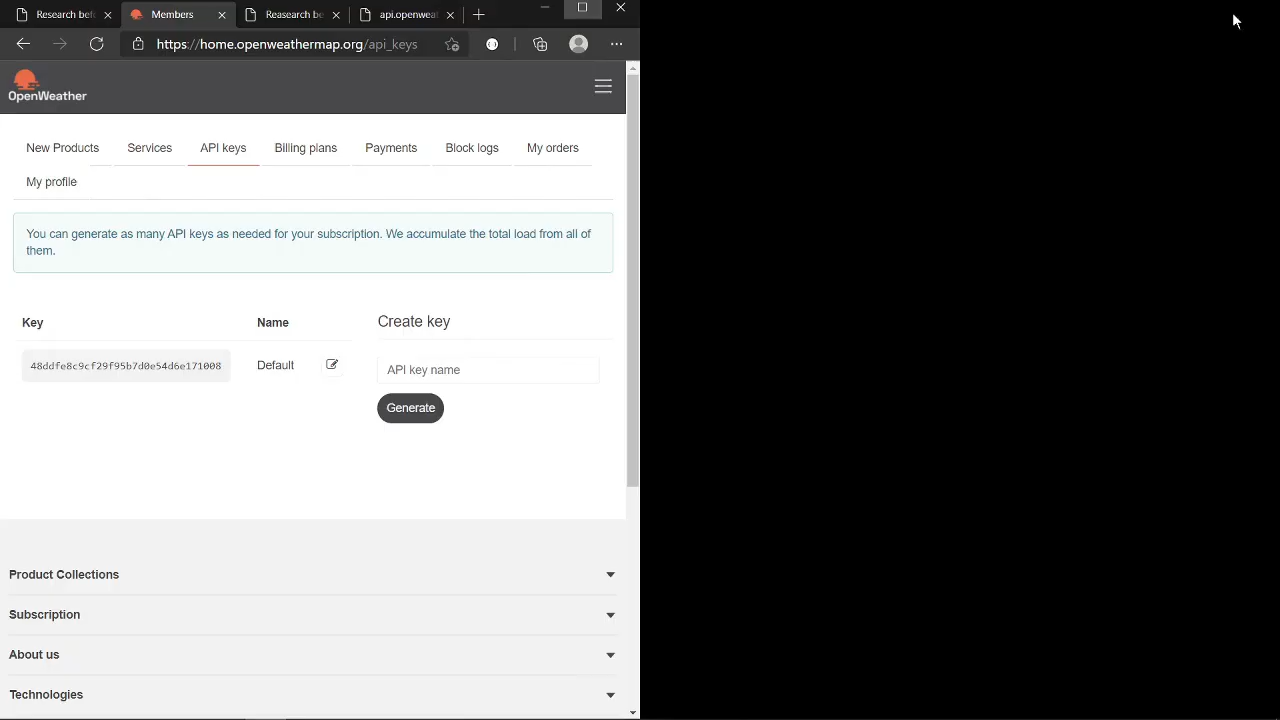 Research befo
Members
Research be
api.openweat
https://home.openweathermap.org/api_keys
OpenWeather
New Products
Services
API keys
Billing plans
Payments
Block logs
My orders
My profile
You can generate as many API keys as needed for your subscription. We accumulate the total load from all of
them.
Key
Name
Create key
48ddfe8c9cf29f95b7d0e54d6e171008
Default
API key name
Generate
Product Collections
Subscription
About us
Technologies